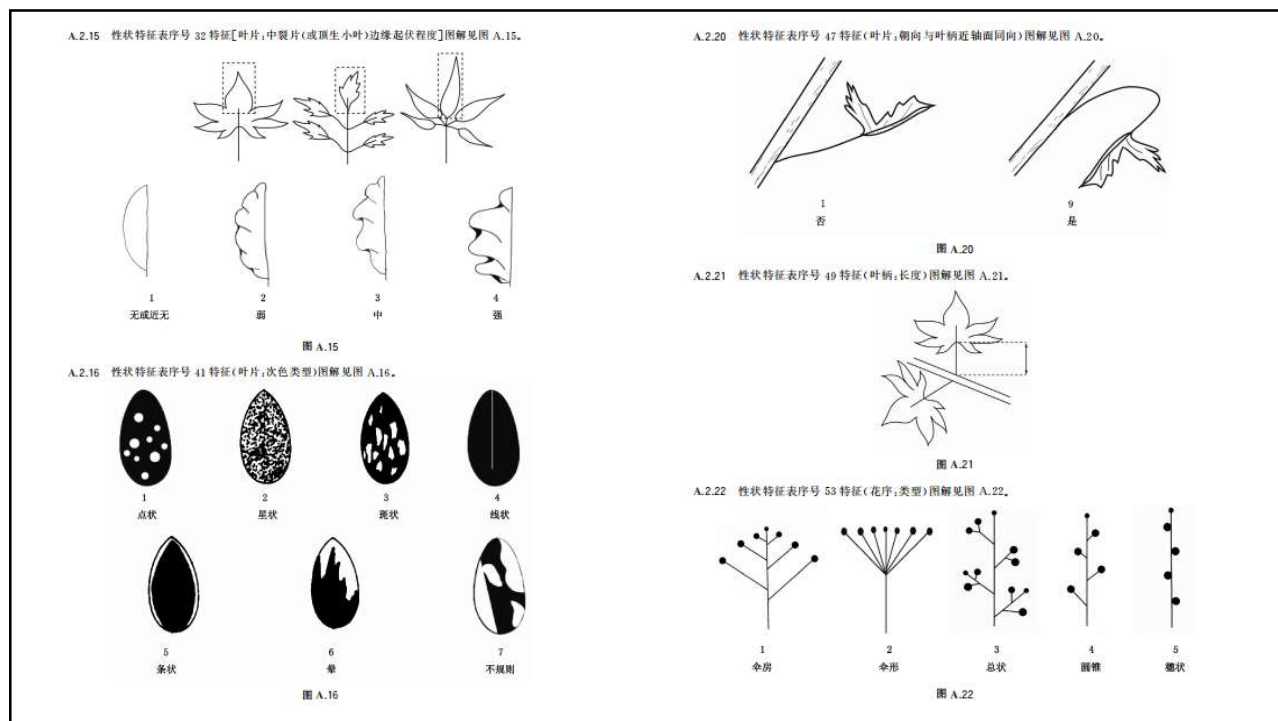 A.2.15 性状特征表序号 32 特征[叶片:中裂片(或顶生小叶)边缘起伏程度]图解见图 A.15。
1 2 3 4
无或近无 弱 中 强
图 A.15
A.2.16 性状特征表序号 41 特征(叶片:次色类型)图解见图 A.16。
1 2 3 4
点状 星状 斑状 线状
5 6 7
条状 晕 不规则
图 A.16
A.2.20 性状特征表序号 47 特征(叶片:朝向与叶柄近轴面同向)图解见图 A.20。
1 9
否 是
图 A.20
A.2.21 性状特征表序号 49 特征(叶柄:长度)图解见图 A.21。
图 A.21
A.2.22 性状特征表序号 53 特征(花序:类型)图解见图 A.22。
1 2 3 4 5
伞房 伞形 总状 圆锥 穗状
图 A.22